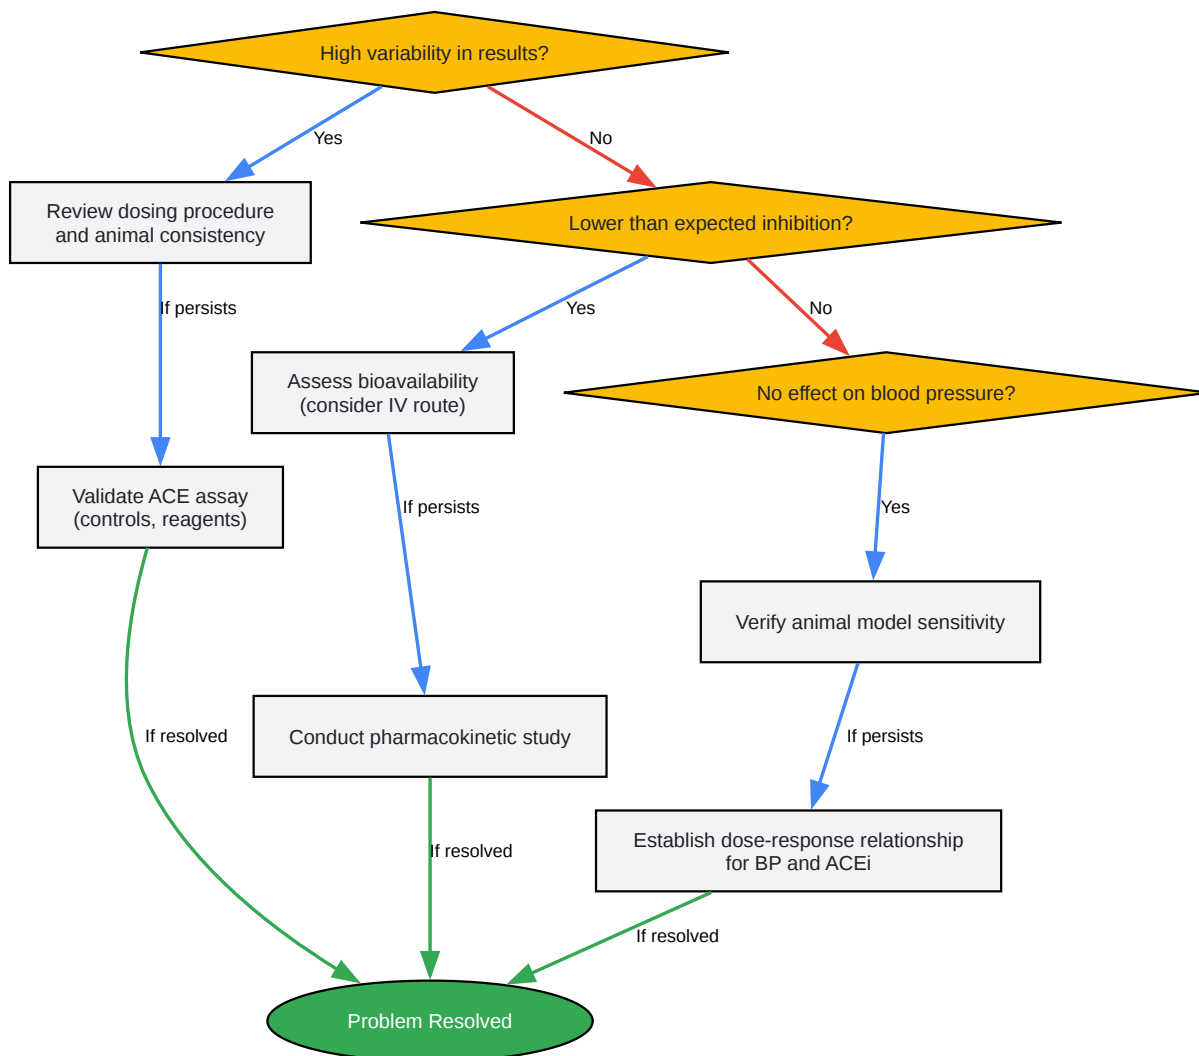 High variability in results?
Yes
No
Review dosing procedure
and animal consistency
Lower than expected inhibition?
If persists
Yes
No
Assess bioavailability
(consider IV route)
No effect on blood pressure?
Validate ACE assay
(controls, reagents)
If persists
Yes
Verify animal model sensitivity
If resolved
Conduct pharmacokinetic study
If persists
Establish dose-response relationship
for BP and ACEi
If resolved
If resolved
Problem Resolved